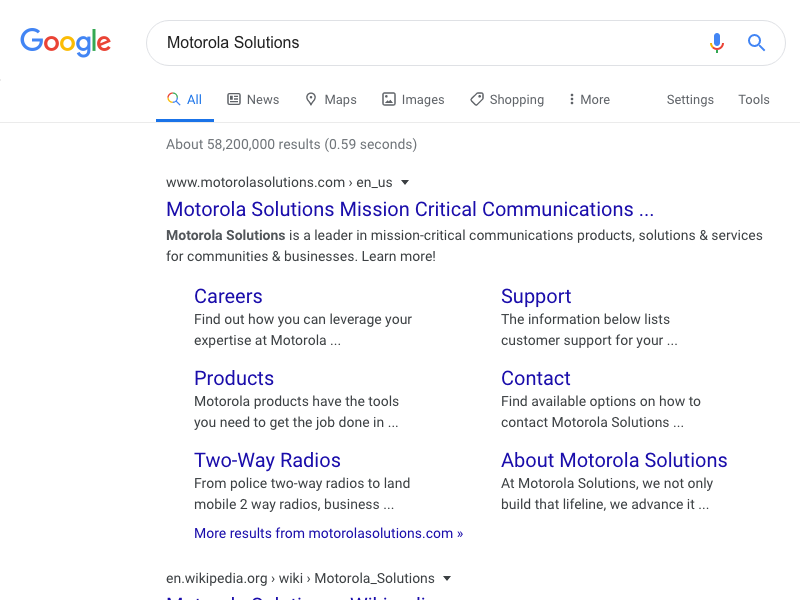 Google
Motorola Solutions
All News Maps Images Shopping More Settings Tools
About 58,200,000 results (0.59 seconds)
www.motorolasolutions.com › en_us
Motorola Solutions Mission Critical Communications ...
Motorola Solutions is a leader in mission-critical communications products, solutions & services
for communities & businesses. Learn more!
Careers
Find out how you can leverage your
expertise at Motorola ...
Support
The information below lists
customer support for your ...
Products
Motorola products have the tools
you need to get the job done in ...
Contact
Find available options on how to
contact Motorola Solutions ...
Two-Way Radios
From police two-way radios to land
mobile 2 way radios, business ...
About Motorola Solutions
At Motorola Solutions, we not only
build that lifeline, we advance it ...
More results from motorolasolutions.com »
en.wikipedia.org › wiki › Motorola_Solutions